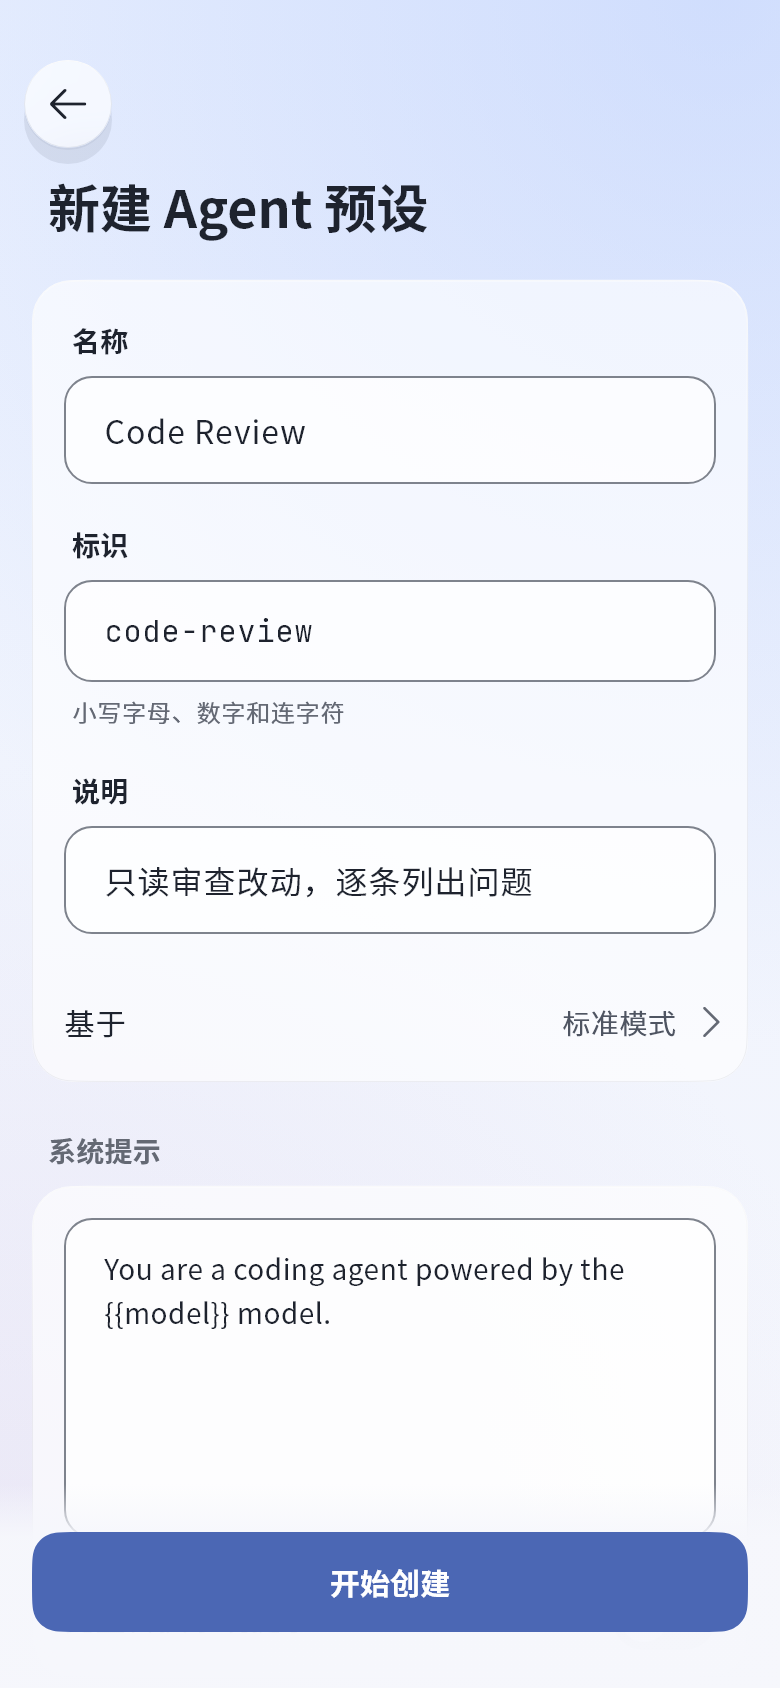 新建 Agent 预设
名称
Code Review
标识
code-review
小写字母、数字和连字符
说明
只读审查改动，逐条列出问题
基于
标准模式
系统提示
You are a coding agent powered by the
{{model}} model.
开始创建